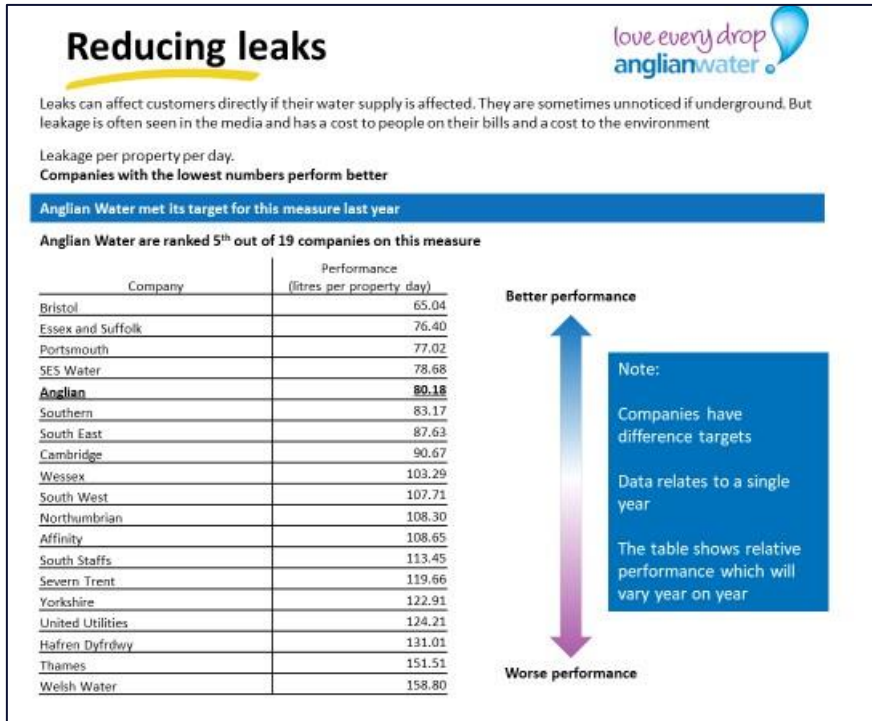 Reducing leaks
love every drop
anglianwater
Leaks can affect customers directly if their water supply is affected. They are sometimes unnoticed if underground. But
leakage is often seen in the media and has a cost to people on their bills and a cost to the environment
Leakage per property per day.
Companies with the lowest numbers perform better
Anglian Water met its target for this measure last year
Anglian Water are ranked 5th out of 19 companies on this measure
Performance
Company (litres per property day)
Bristol 65.04
Essex and Suffolk 76.40
Portsmouth 77.02
SES Water 78.68
Anglian 80.18
Southern 83.17
South East 87.63
Cambridge 90.67
Wessex 103.29
South West 107.71
Northumbrian 108.30
Affinity 108.65
South Staffs 113.45
Severn Trent 119.66
Yorkshire 122.91
United Utilities 124.21
Hafren Dyfrdwy 131.01
Thames 151.51
Welsh Water 158.80
Better performance
Note:
Companies have
difference targets
Data relates to a single
year
The table shows relative
performance which will
vary year on year
Worse performance